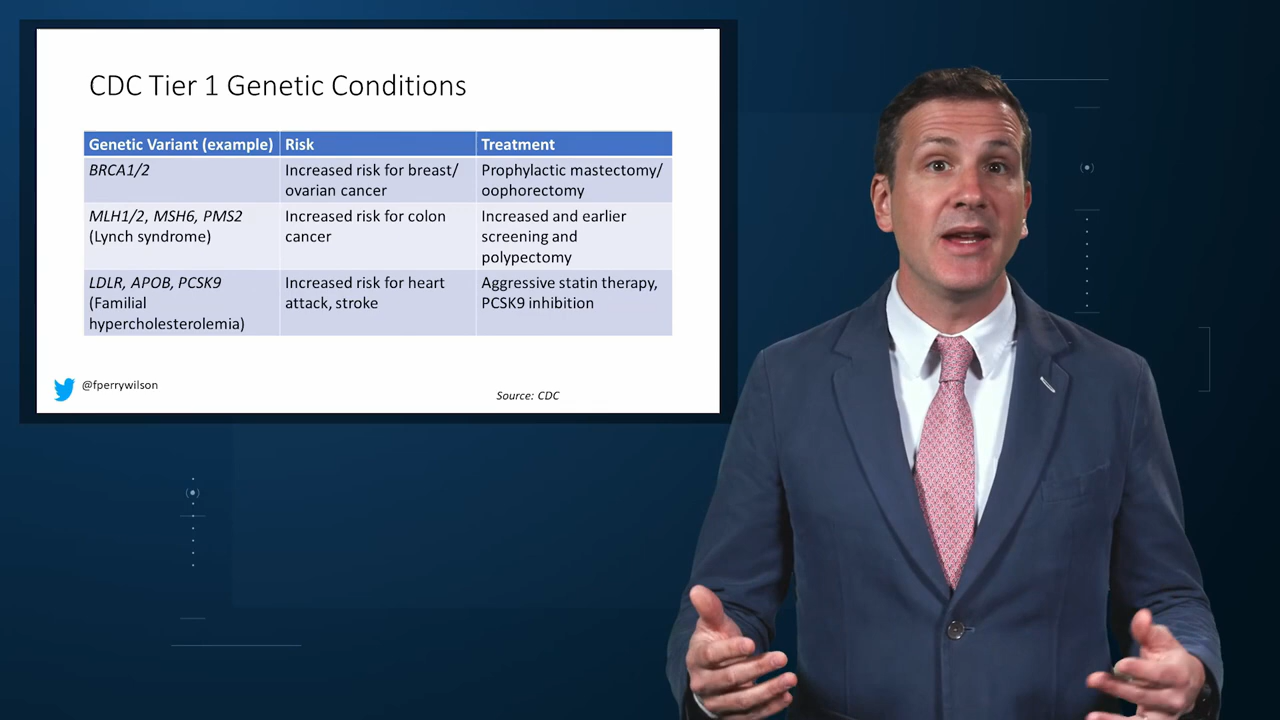 CDC Tier 1 Genetic Conditions
Genetic Variant (example) Risk Treatment
BRCA1/2
Increased risk for breast/
ovarian cancer
Prophylactic mastectomy/
oophorectomy
MLH1/2, MSH6, PMS2
(Lynch syndrome)
Increased risk for colon
cancer
Increased and earlier
screening and
polypectomy
LDLR, APOB, PCSK9
(Familial
hypercholesterolemia)
Increased risk for heart
attack, stroke
Aggressive statin therapy,
PCSK9 inhibition
@fperrywilson
Source: CDC